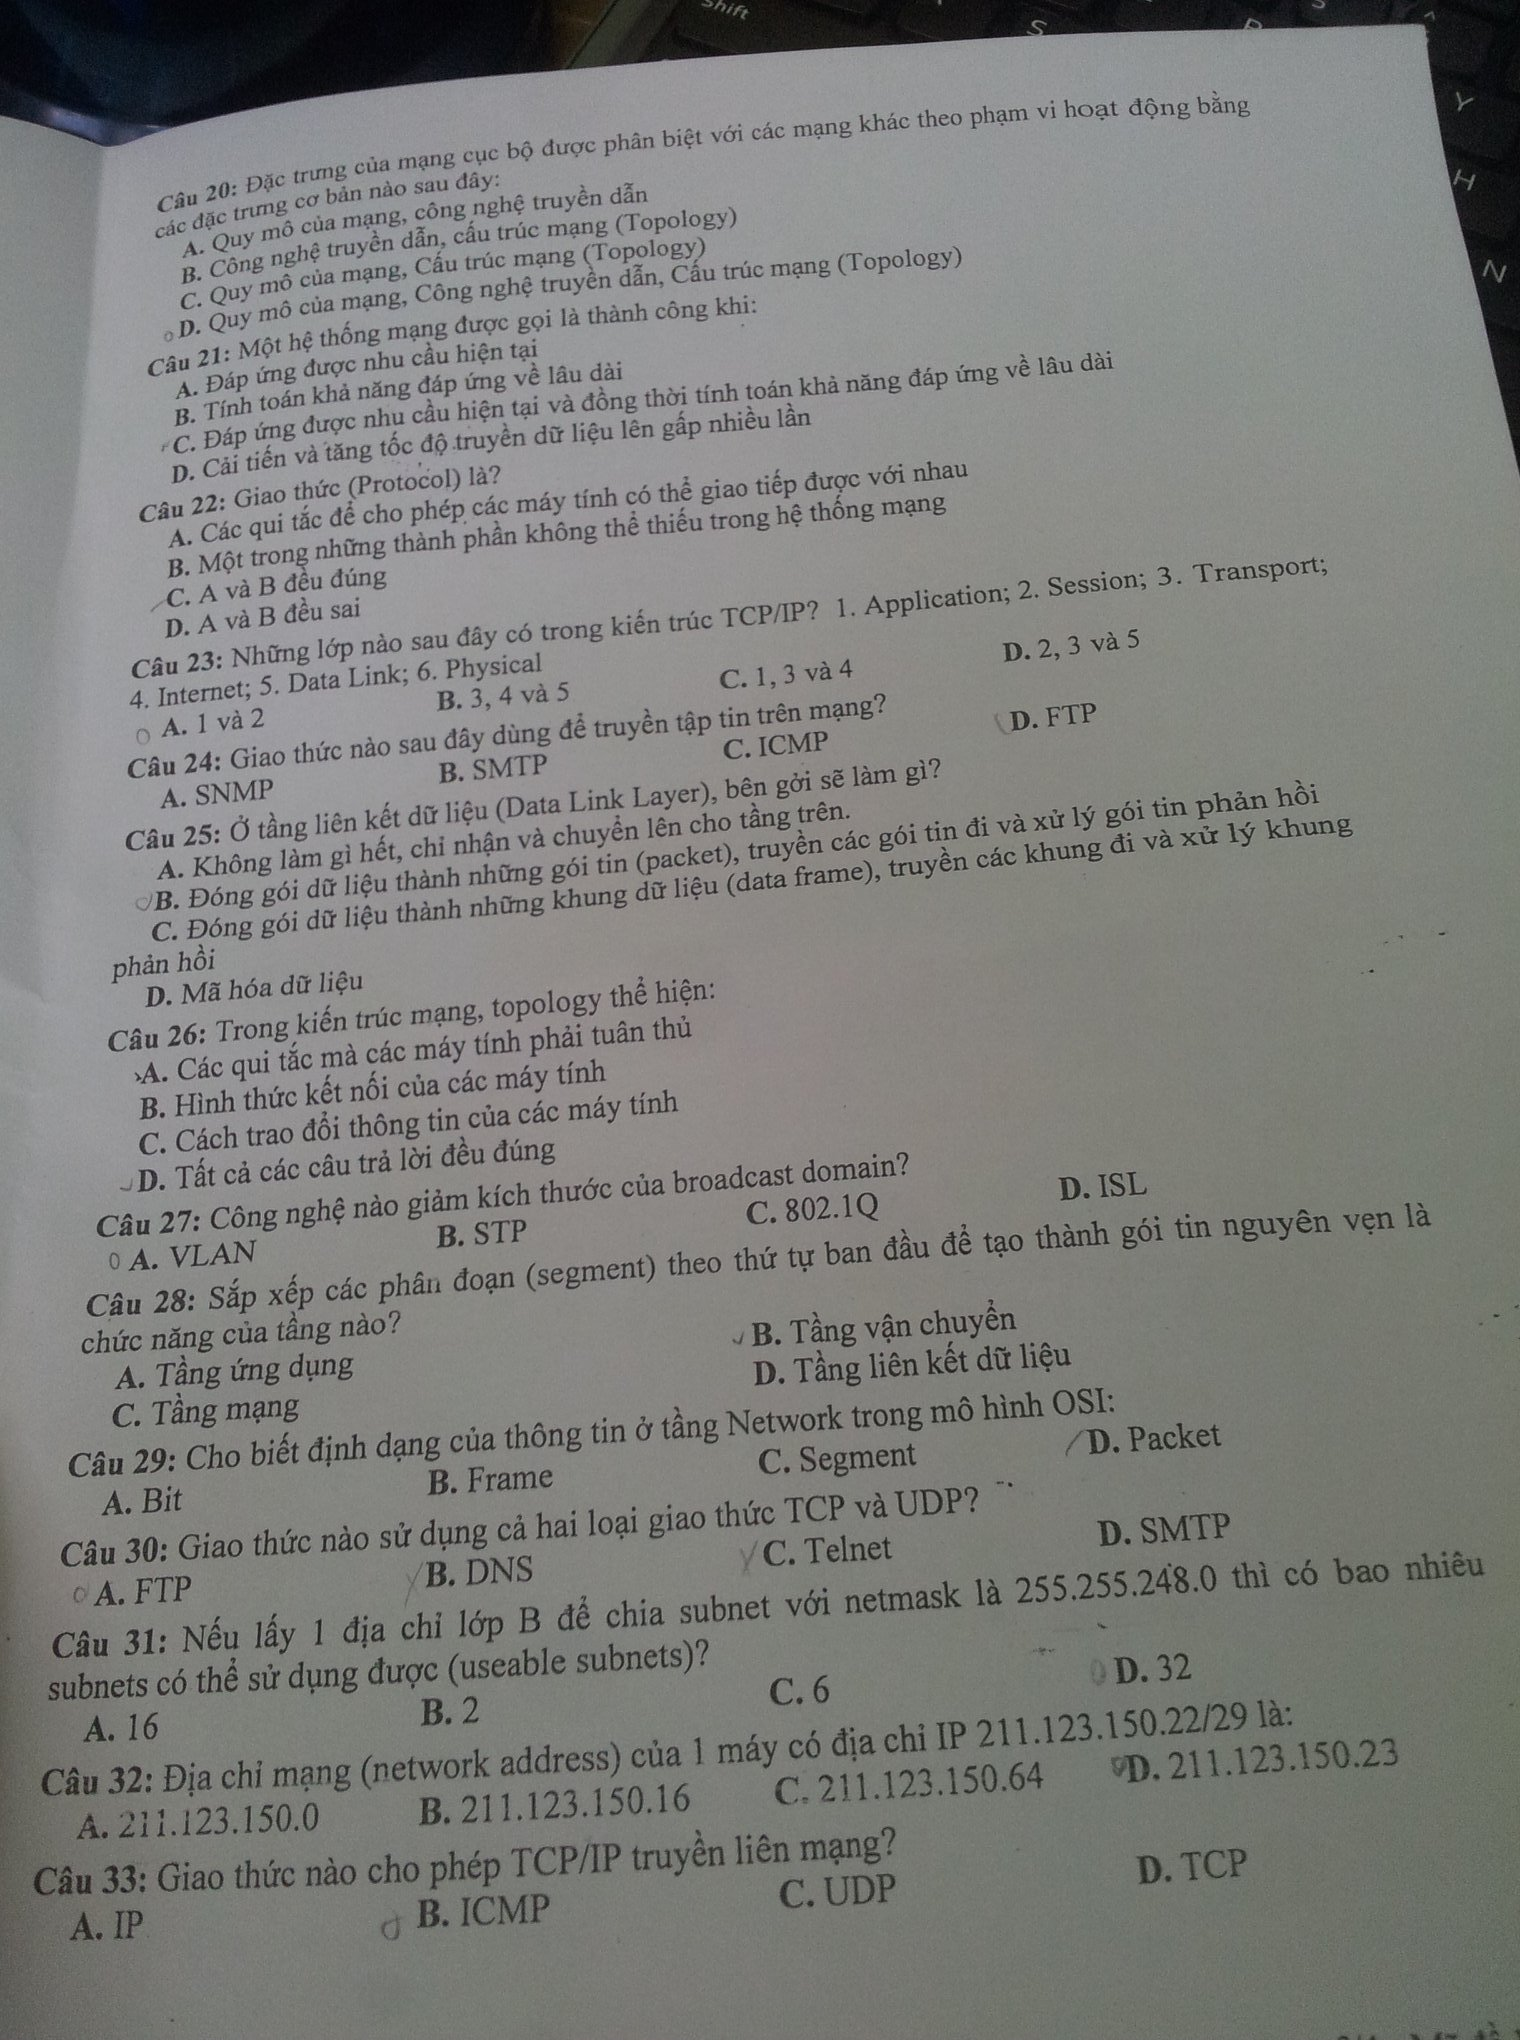 Shift
S
D
Y
H
N
Câu 20: Đặc trưng của mạng cục bộ được phân biệt với các mạng khác theo phạm vi hoạt động bằng
các đặc trưng cơ bản nào sau đây:
A. Quy mô của mạng, công nghệ truyền dẫn
B. Công nghệ truyền dẫn, cấu trúc mạng (Topology)
C. Quy mô của mạng, Cấu trúc mạng (Topology)
D. Quy mô của mạng, Công nghệ truyền dẫn, Cấu trúc mạng (Topology)
Câu 21: Một hệ thống mạng được gọi là thành công khi:
A. Đáp ứng được nhu cầu hiện tại
B. Tính toán khả năng đáp ứng về lâu dài
C. Đáp ứng được nhu cầu hiện tại và đồng thời tính toán khả năng đáp ứng về lâu dài
D. Cải tiến và tăng tốc độ truyền dữ liệu lên gấp nhiều lần
Câu 22: Giao thức (Protocol) là?
A. Các qui tắc để cho phép các máy tính có thể giao tiếp được với nhau
B. Một trong những thành phần không thể thiếu trong hệ thống mạng
C. A và B đều đúng
D. A và B đều sai
Câu 23: Những lớp nào sau đây có trong kiến trúc TCP/IP? 1. Application; 2. Session; 3. Transport;
4. Internet; 5. Data Link; 6. Physical
A. 1 và 2 B. 3, 4 và 5 C. 1, 3 và 4 D. 2, 3 và 5
Câu 24: Giao thức nào sau đây dùng để truyền tập tin trên mạng?
A. SNMP B. SMTP C. ICMP D. FTP
Câu 25: Ở tầng liên kết dữ liệu (Data Link Layer), bên gởi sẽ làm gì?
A. Không làm gì hết, chỉ nhận và chuyển lên cho tầng trên.
B. Đóng gói dữ liệu thành những gói tin (packet), truyền các gói tin đi và xử lý gói tin phản hồi
C. Đóng gói dữ liệu thành những khung dữ liệu (data frame), truyền các khung đi và xử lý khung
phản hồi
D. Mã hóa dữ liệu
Câu 26: Trong kiến trúc mạng, topology thể hiện:
A. Các qui tắc mà các máy tính phải tuân thủ
B. Hình thức kết nối của các máy tính
C. Cách trao đổi thông tin của các máy tính
D. Tất cả các câu trả lời đều đúng
Câu 27: Công nghệ nào giảm kích thước của broadcast domain?
A. VLAN B. STP C. 802.1Q D. ISL
Câu 28: Sắp xếp các phân đoạn (segment) theo thứ tự ban đầu để tạo thành gói tin nguyên vẹn là
chức năng của tầng nào?
A. Tầng ứng dụng B. Tầng vận chuyển
C. Tầng mạng D. Tầng liên kết dữ liệu
Câu 29: Cho biết định dạng của thông tin ở tầng Network trong mô hình OSI:
A. Bit B. Frame C. Segment D. Packet
Câu 30: Giao thức nào sử dụng cả hai loại giao thức TCP và UDP?
A. FTP B. DNS C. Telnet D. SMTP
Câu 31: Nếu lấy 1 địa chỉ lớp B để chia subnet với netmask là 255.255.248.0 thì có bao nhiêu
subnets có thể sử dụng được (useable subnets)?
A. 16 B. 2 C. 6 D. 32
Câu 32: Địa chỉ mạng (network address) của 1 máy có địa chỉ IP 211.123.150.22/29 là:
A. 211.123.150.0 B. 211.123.150.16 C. 211.123.150.64 D. 211.123.150.23
Câu 33: Giao thức nào cho phép TCP/IP truyền liên mạng?
A. IP B. ICMP C. UDP D. TCP